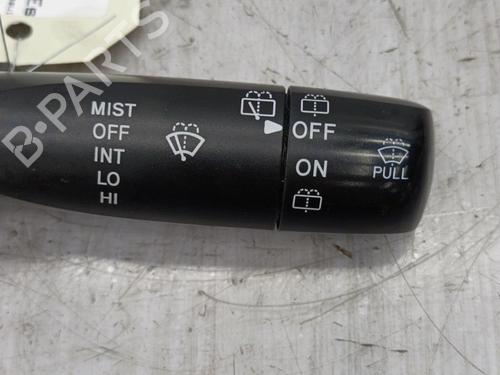 B-PARTS
MIST
OFF
INT
LO
HI
OFF
ON
PULL